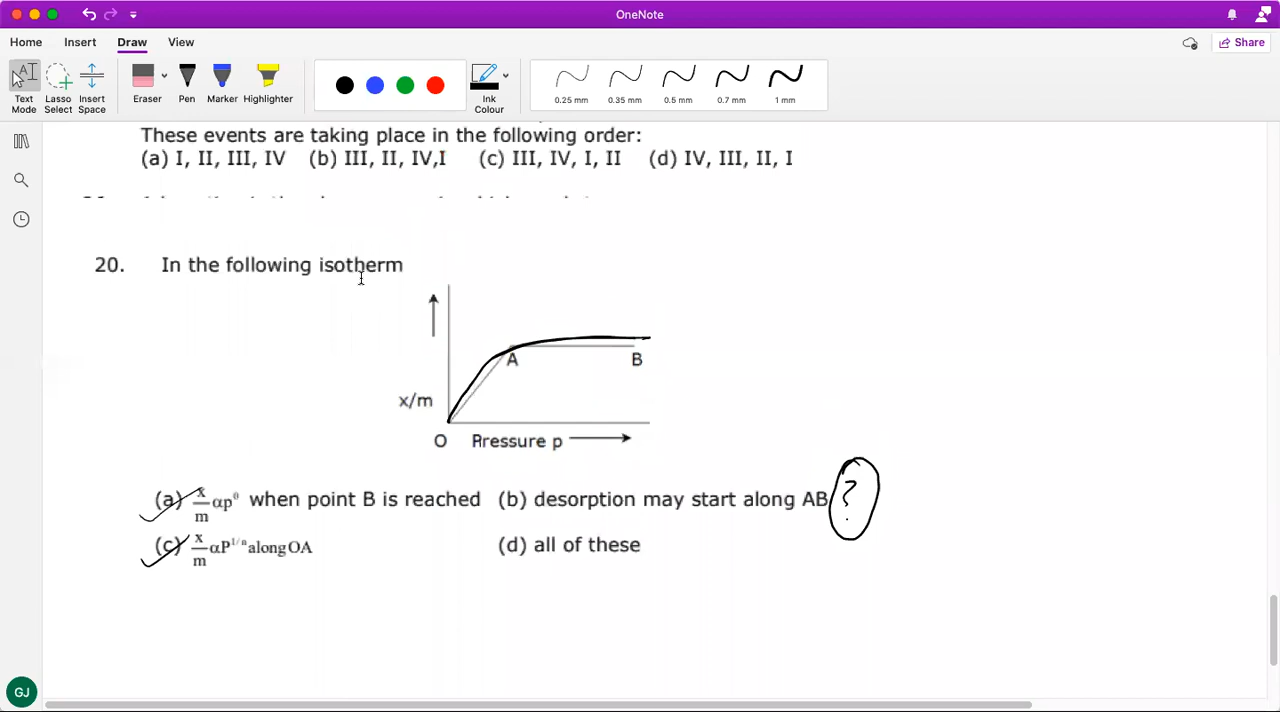 OneNote
Home Insert Draw View
Share
Text Mode
Lasso Select
Insert Space
Eraser
Pen
Marker
Highlighter
Ink Colour
0.25 mm
0.35 mm
0.5 mm
0.7 mm
1 mm
These events are taking place in the following order:
(a) I, II, III, IV (b) III, II, IV,I (c) III, IV, I, II (d) IV, III, II, I
20. In the following isotherm
A B
x/m
O Pressure p
(a) x/m αp⁰ when point B is reached (b) desorption may start along AB ?
(c) x/m αP^1/n along OA (d) all of these
GJ